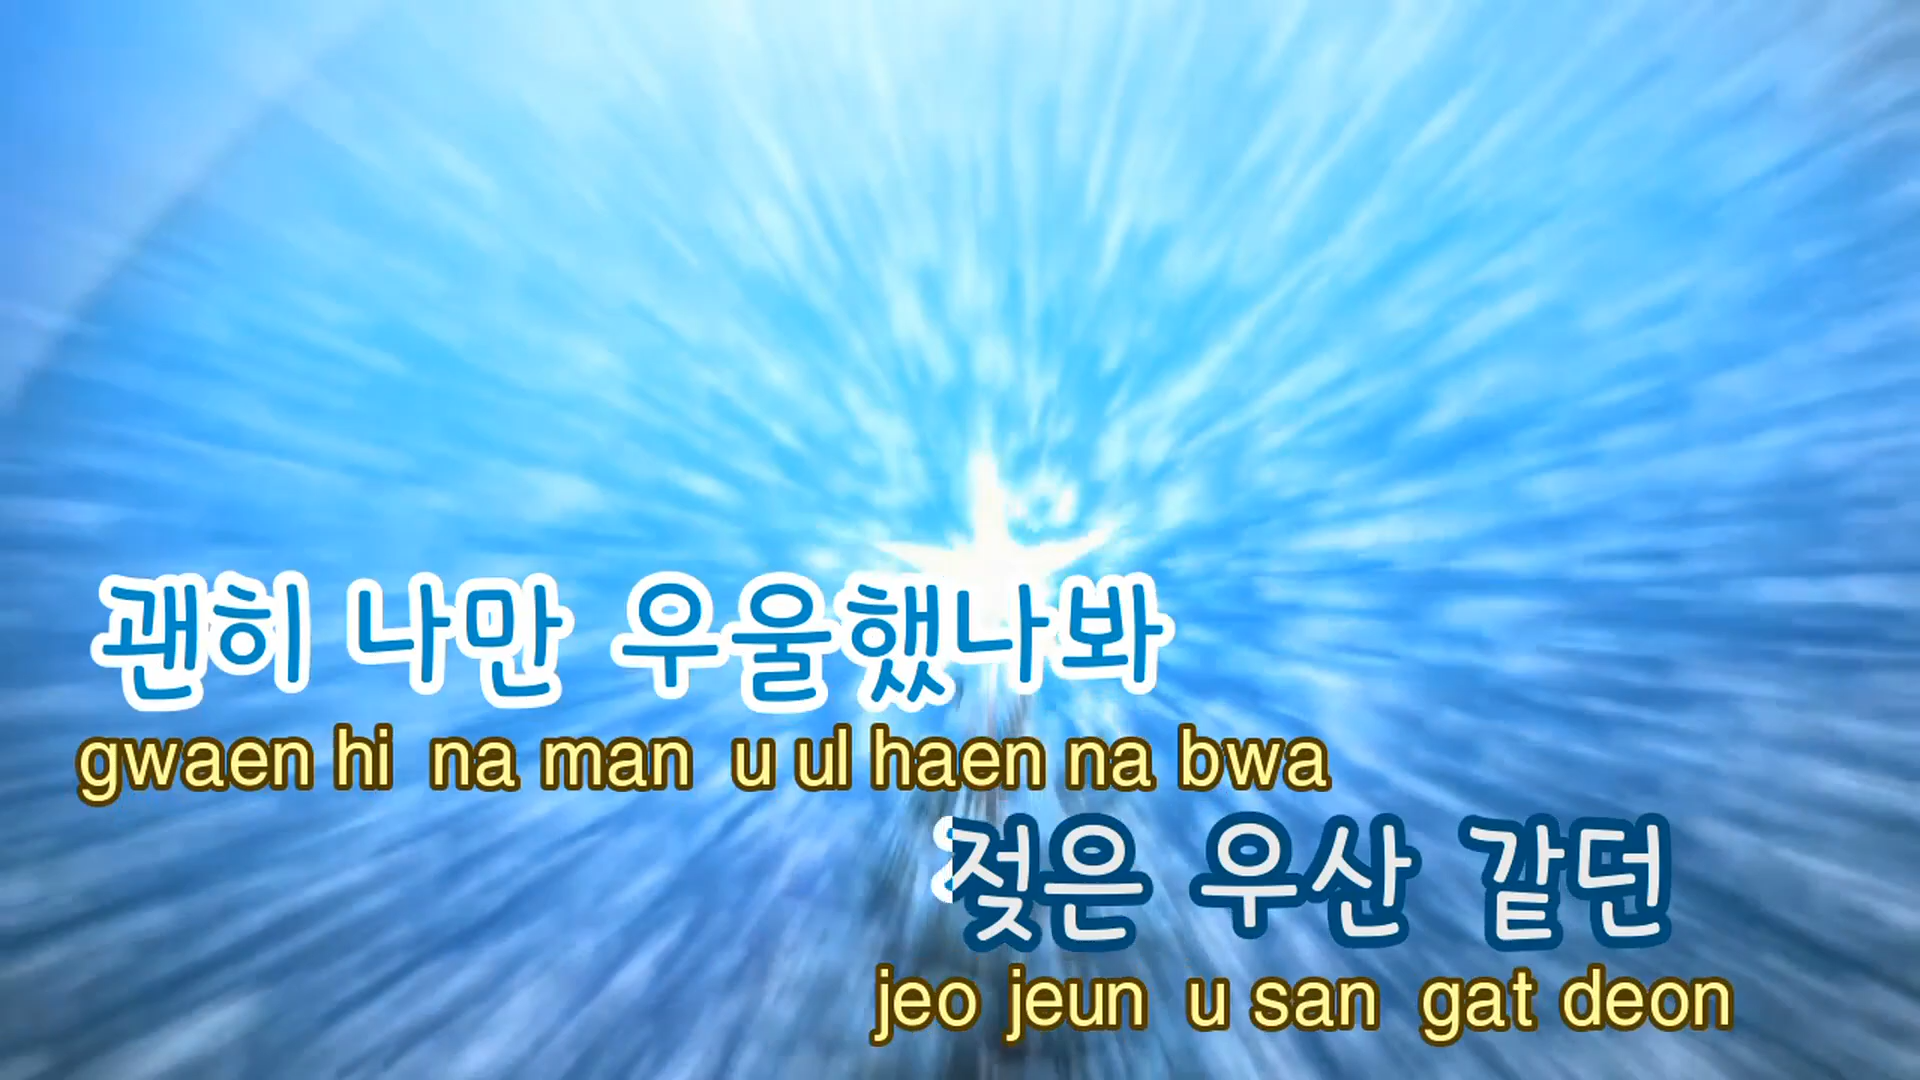 괜히 나만 우울했나봐
gwaen hi na man u ul haen na bwa
젖은 우산 같던
jeo jeun u san gat deon